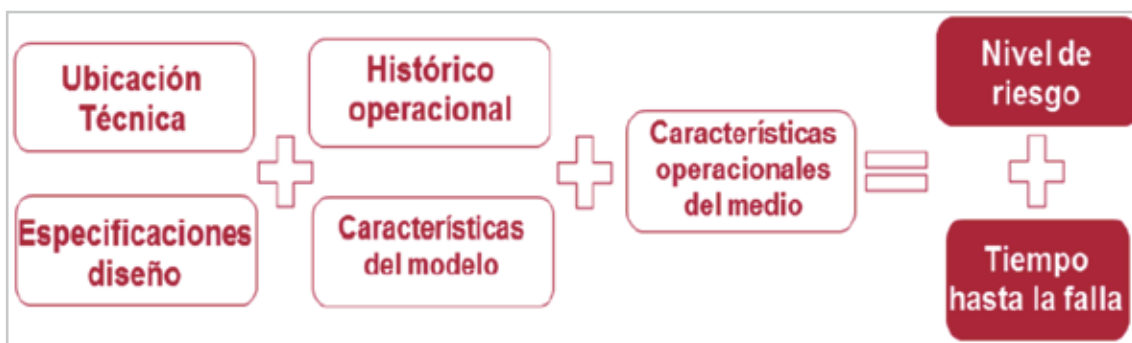 Ubicación
Técnica
Especificaciones
diseño
+
Histórico
operacional
Características
del modelo
+
Características
operacionales
del medio
=
Nivel de
riesgo
+
Tiempo
hasta la falla